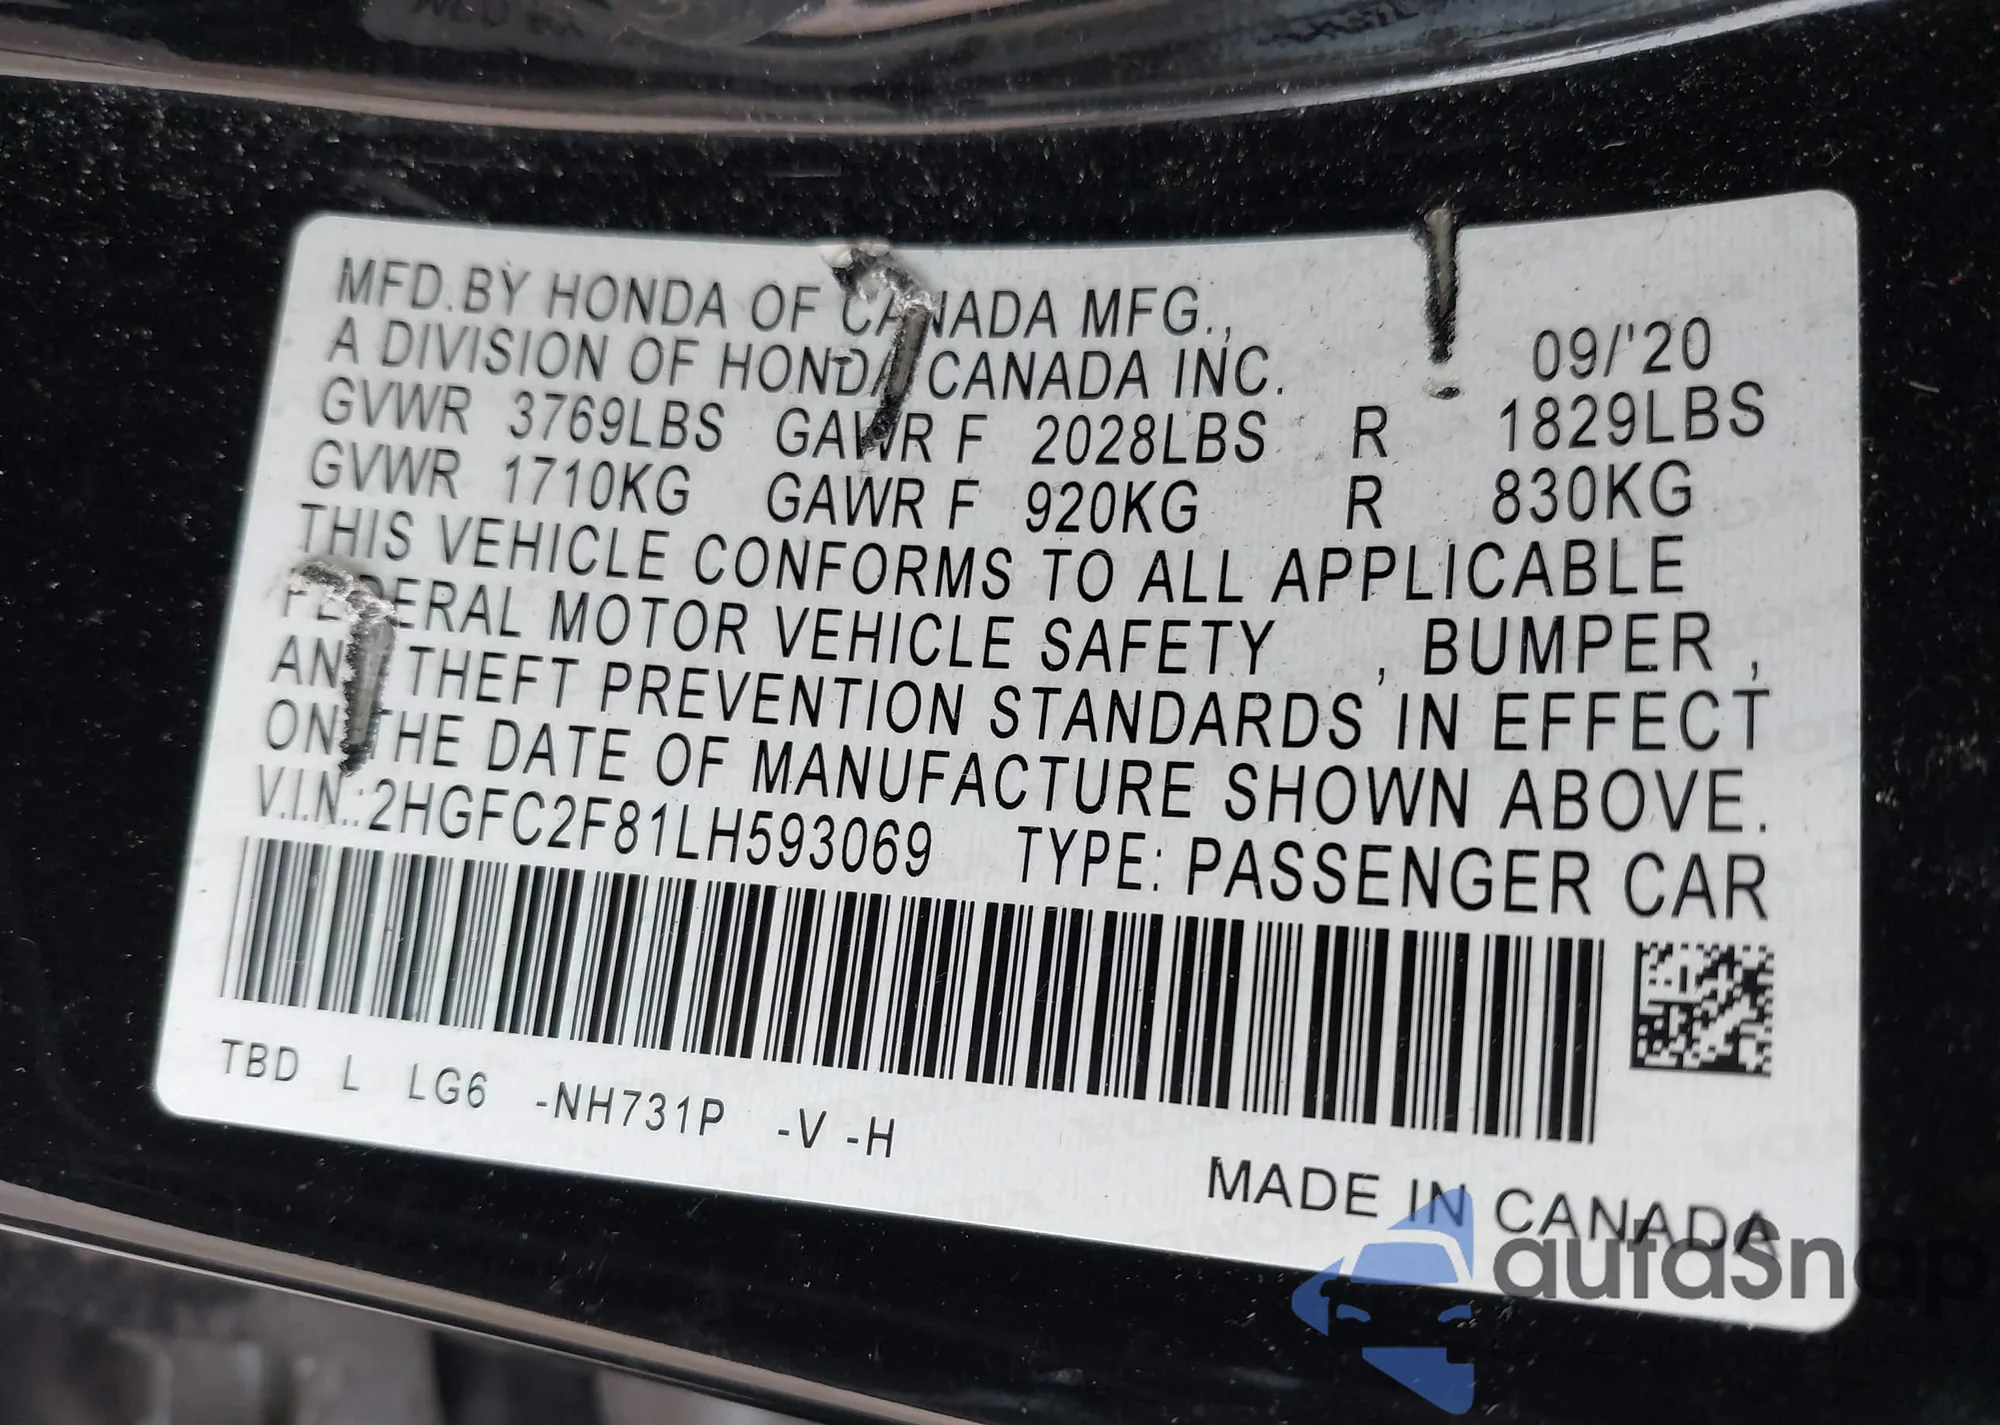 MFD.BY HONDA OF CANADA MFG.,
A DIVISION OF HONDA CANADA INC. 09/'20
GVWR 3769LBS GAWR F 2028LBS R 1829LBS
GVWR 1710KG GAWR F 920KG R 830KG
THIS VEHICLE CONFORMS TO ALL APPLICABLE
FEDERAL MOTOR VEHICLE SAFETY , BUMPER ,
AND THEFT PREVENTION STANDARDS IN EFFECT
ON THE DATE OF MANUFACTURE SHOWN ABOVE.
V.I.N.:2HGFC2F81LH593069 TYPE: PASSENGER CAR
TBD L LG6 -NH731P -V -H
MADE IN CANADA
autaSnap